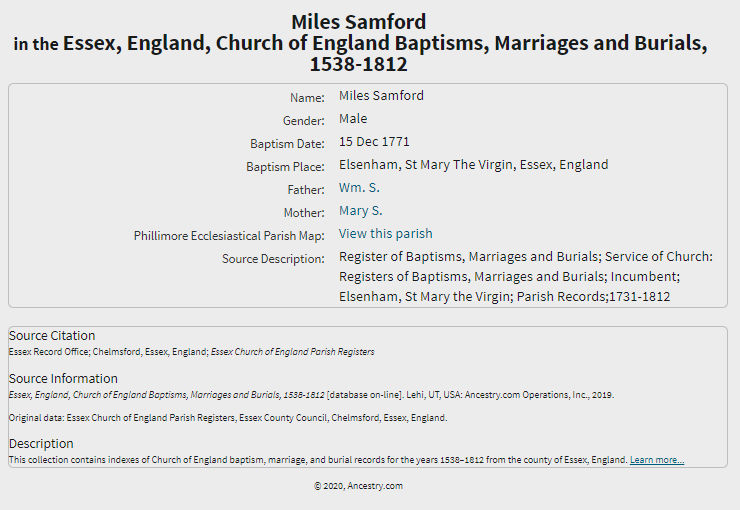 Miles Samford
in the Essex, England, Church of England Baptisms, Marriages and Burials,
1538-1812
Name: Miles Samford
Gender: Male
Baptism Date: 15 Dec 1771
Baptism Place: Elsenham, St Mary The Virgin, Essex, England
Father: Wm. S.
Mother: Mary S.
Phillimore Ecclesiastical Parish Map: View this parish
Source Description: Register of Baptisms, Marriages and Burials; Service of Church:
Registers of Baptisms, Marriages and Burials; Incumbent;
Elsenham, St Mary the Virgin; Parish Records;1731-1812
Source Citation
Essex Record Office; Chelmsford, Essex, England; Essex Church of England Parish Registers
Source Information
Essex, England, Church of England Baptisms, Marriages and Burials, 1538-1812 [database on-line]. Lehi, UT, USA: Ancestry.com Operations, Inc., 2019.
Original data: Essex Church of England Parish Registers, Essex County Council, Chelmsford, Essex, England.
Description
This collection contains indexes of Church of England baptism, marriage, and burial records for the years 1538–1812 from the county of Essex, England. Learn more...
© 2020, Ancestry.com